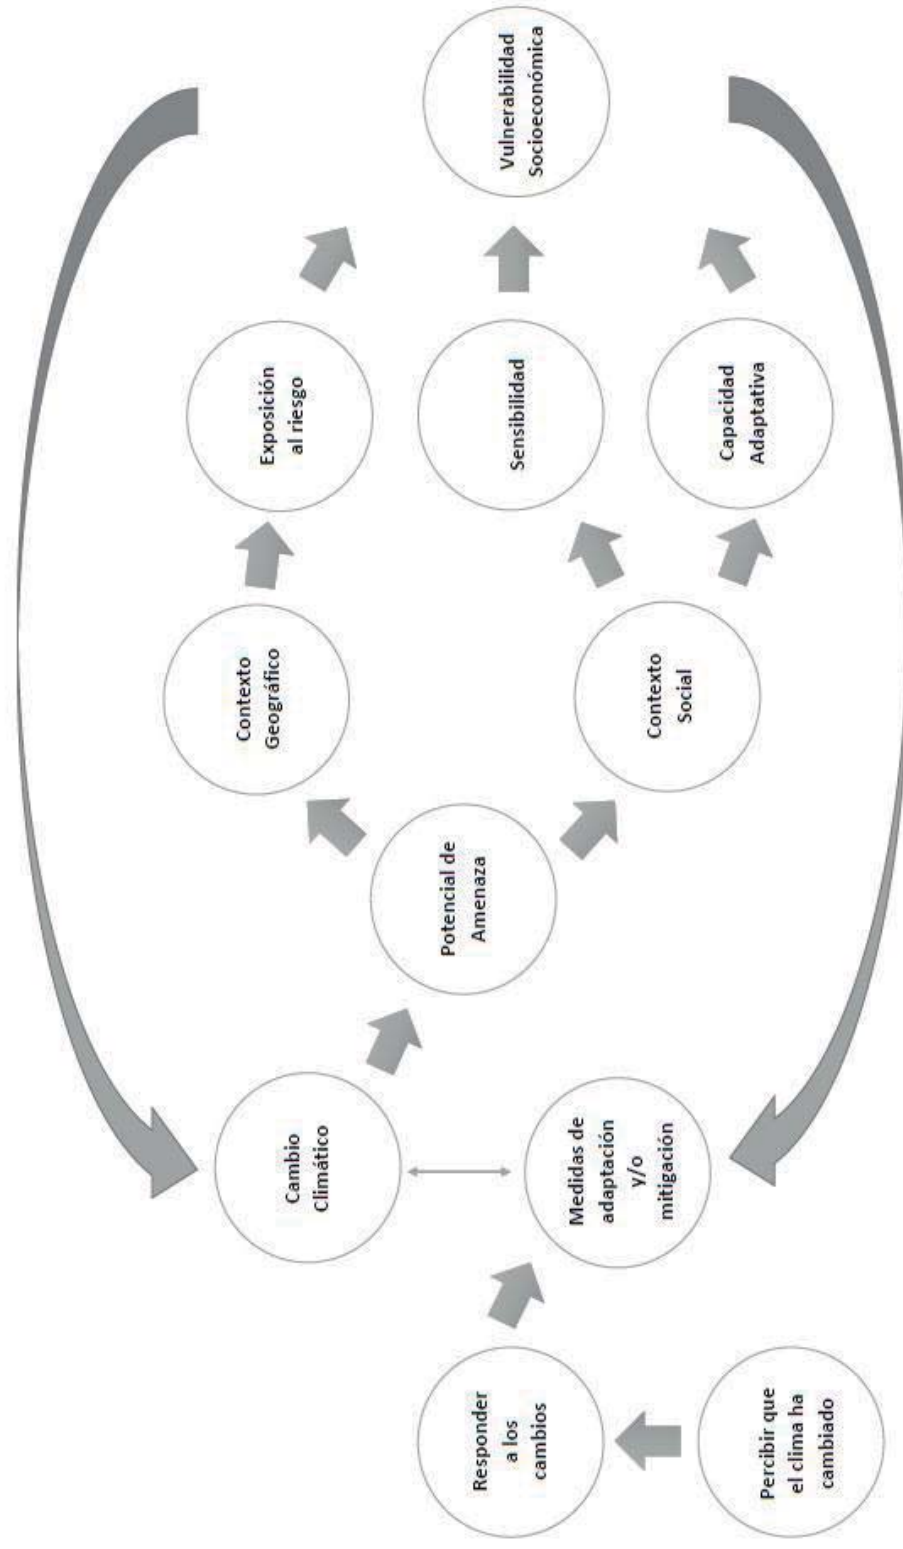 Percibir que
el clima ha
cambiado
Responder
a los
cambios
Medidas de
adaptación
y/o
mitigación
Cambio
Climático
Potencial de
Amenaza
Contexto
Geográfico
Contexto
Social
Exposición
al riesgo
Sensibilidad
Capacidad
Adaptativa
Vulnerabilidad
Socioeconómica